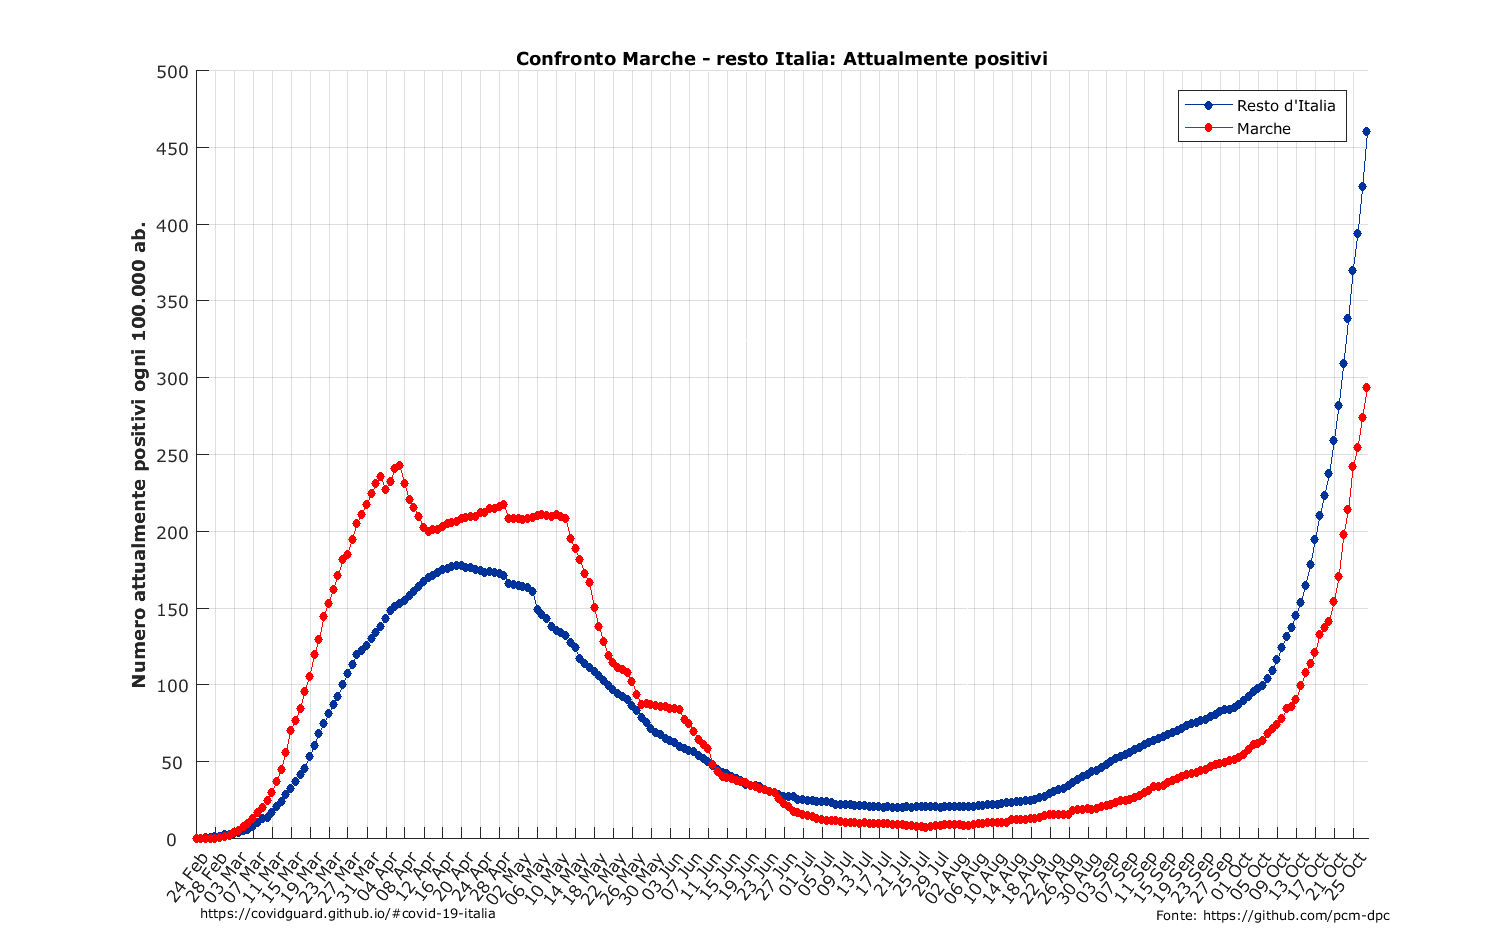 Confronto Marche - resto Italia: Attualmente positivi
Resto d'Italia
Marche
Numero attualmente positivi ogni 100.000 ab.
500
450
400
350
300
250
200
150
100
50
0
24 Feb
28 Feb
03 Mar
07 Mar
11 Mar
15 Mar
19 Mar
23 Mar
27 Mar
31 Mar
04 Apr
08 Apr
12 Apr
16 Apr
20 Apr
24 Apr
28 Apr
02 May
06 May
10 May
14 May
18 May
22 May
26 May
30 May
03 Jun
07 Jun
11 Jun
15 Jun
19 Jun
23 Jun
27 Jun
01 Jul
05 Jul
09 Jul
13 Jul
17 Jul
21 Jul
25 Jul
29 Jul
02 Aug
06 Aug
10 Aug
14 Aug
18 Aug
22 Aug
26 Aug
30 Aug
03 Sep
07 Sep
11 Sep
15 Sep
19 Sep
23 Sep
27 Sep
01 Oct
05 Oct
09 Oct
13 Oct
17 Oct
21 Oct
25 Oct
https://covidguard.github.io/#covid-19-italia
Fonte: https://github.com/pcm-dpc